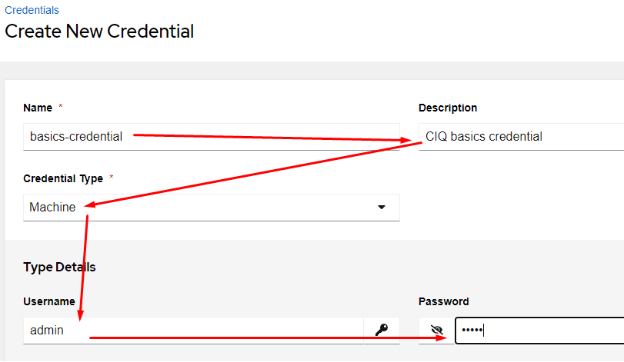 Credentials
Create New Credential
Name *
Description
basics-credential
CIQ basics credential
Credential Type *
Machine
Type Details
Username
Password
admin
•••••